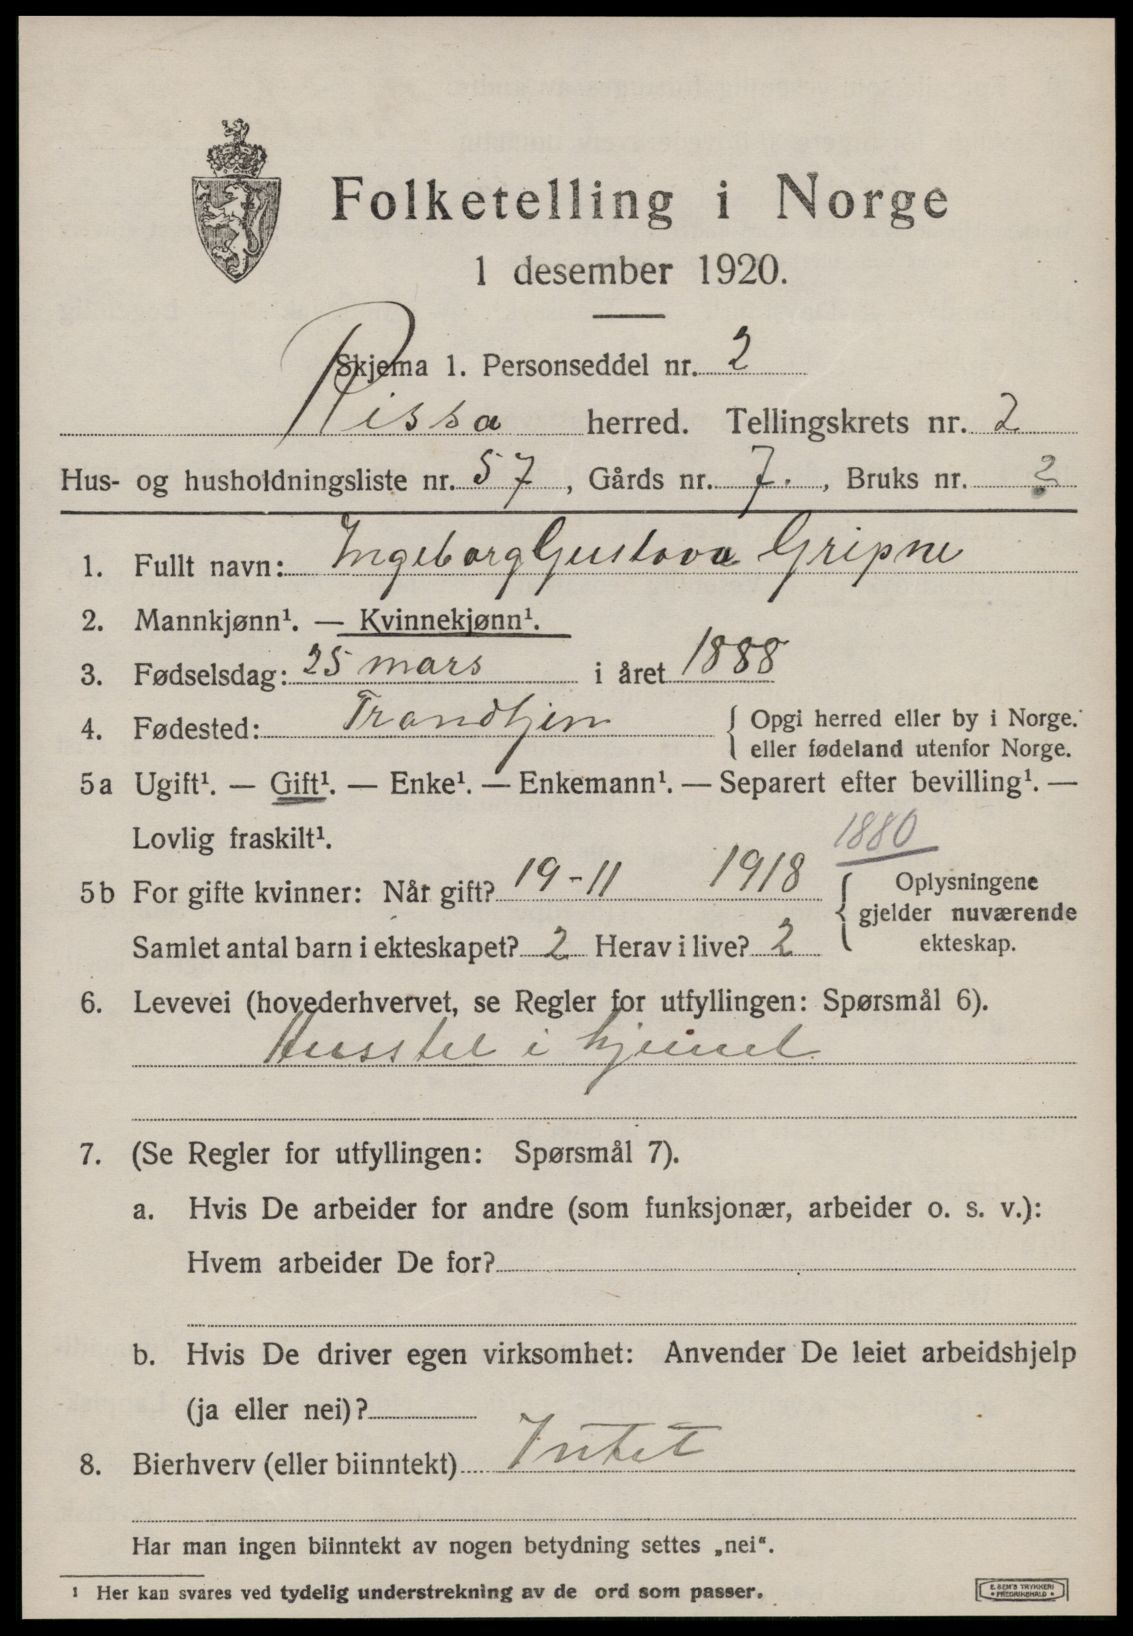 Folketelling i Norge
1 desember 1920.
Skjema 1. Personseddel nr. 2
Rissa herred. Tellingskrets nr. 2
Hus- og husholdningsliste nr. 57, Gårds nr. 7., Bruks nr. 2
1. Fullt navn: Ingeborg Gustava Gripne
2. Mannkjønn¹. — Kvinnekjønn¹.
3. Fødselsdag: 25 mars i året 1888
4. Fødested: Trondhjem { Opgi herred eller by i Norge.
eller fødeland utenfor Norge.
5a Ugift¹. — Gift¹. — Enke¹. — Enkemann¹. — Separert efter bevilling¹. —
Lovlig fraskilt¹.
1880
5b For gifte kvinner: Når gift? 19-11 1918 { Oplysningene
gjelder nuværende
Samlet antal barn i ekteskapet? 2 Herav i live? 2 ekteskap.
6. Levevei (hovederhvervet, se Regler for utfyllingen: Spørsmål 6).
Husstel i hjemmet
7. (Se Regler for utfyllingen: Spørsmål 7).
a. Hvis De arbeider for andre (som funksjonær, arbeider o. s. v.):
Hvem arbeider De for?
b. Hvis De driver egen virksomhet: Anvender De leiet arbeidshjelp
(ja eller nei)?
8. Bierhverv (eller biinntekt) Intet
Har man ingen biinntekt av nogen betydning settes „nei“.
¹ Her kan svares ved tydelig understrekning av de ord som passer.
E. SEM'S TRYKKERI
• FREDRIKSHALD •